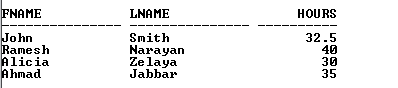 FNAME LNAME HOURS
--------------- --------------- ----------
John Smith 32.5
Ramesh Narayan 40
Alicia Zelaya 30
Ahmad Jabbar 35